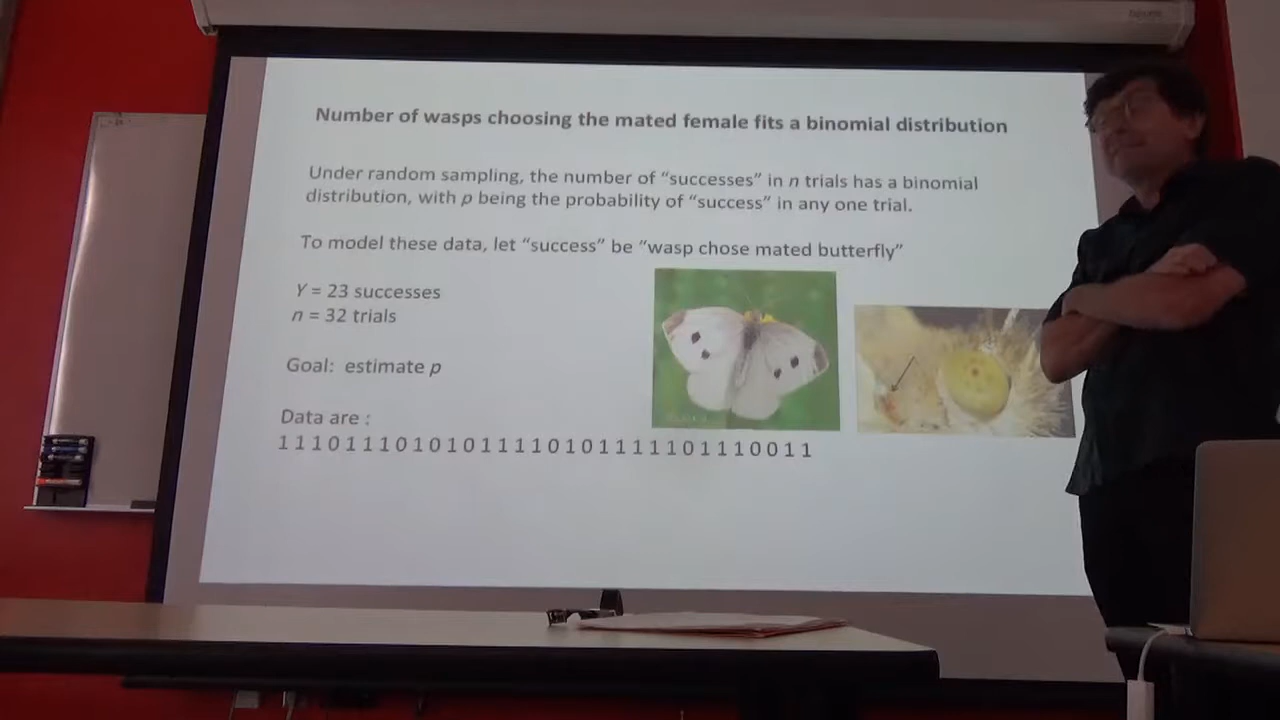 Number of wasps choosing the mated female fits a binomial distribution
Under random sampling, the number of “successes” in n trials has a binomial
distribution, with p being the probability of “success” in any one trial.
To model these data, let “success” be “wasp chose mated butterfly”
Y = 23 successes
n = 32 trials
Goal: estimate p
Data are :
1 1 1 0 1 1 1 0 1 0 1 0 1 1 1 1 0 1 0 1 1 1 1 1 0 1 1 1 0 0 1 1